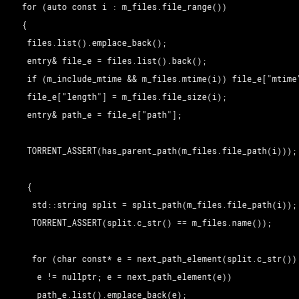 for (auto const i : m_files.file_range())
{
files.list().emplace_back();
entry& file_e = files.list().back();
if (m_include_mtime && m_files.mtime(i)) file_e["mtime"
file_e["length"] = m_files.file_size(i);
entry& path_e = file_e["path"];
TORRENT_ASSERT(has_parent_path(m_files.file_path(i)));
{
std::string split = split_path(m_files.file_path(i));
TORRENT_ASSERT(split.c_str() == m_files.name());
for (char const* e = next_path_element(split.c_str())
e != nullptr; e = next_path_element(e))
path_e.list().emplace_back(e);